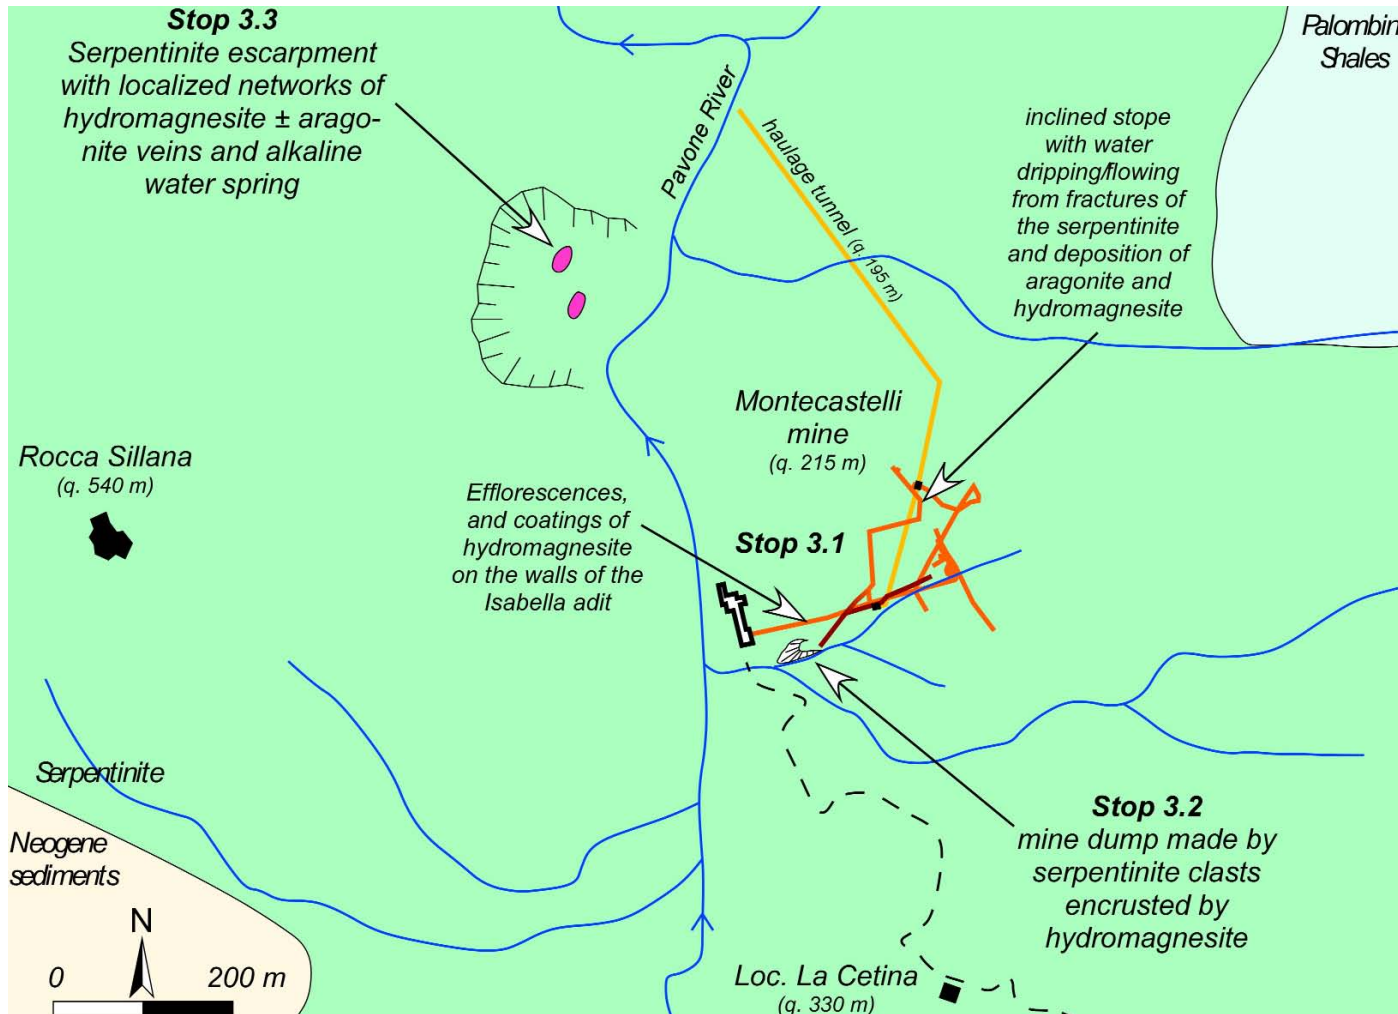 Stop 3.3
Serpentinite escarpment
with localized networks of
hydromagnesite ± arago-
nite veins and alkaline
water spring
Pavone River
haulage tunnel (q. 195 m)
Palombin
Shales
inclined stope
with water
dripping/flowing
from fractures of
the serpentinite
and deposition of
aragonite and
hydromagnesite
Montecastelli
mine
(q. 215 m)
Rocca Sillana
(q. 540 m)
Efflorescences,
and coatings of
hydromagnesite
on the walls of the
Isabella adit
Stop 3.1
Serpentinite
Neogene
sediments
N
0 200 m
Stop 3.2
mine dump made by
serpentinite clasts
encrusted by
hydromagnesite
Loc. La Cetina
(q. 330 m)